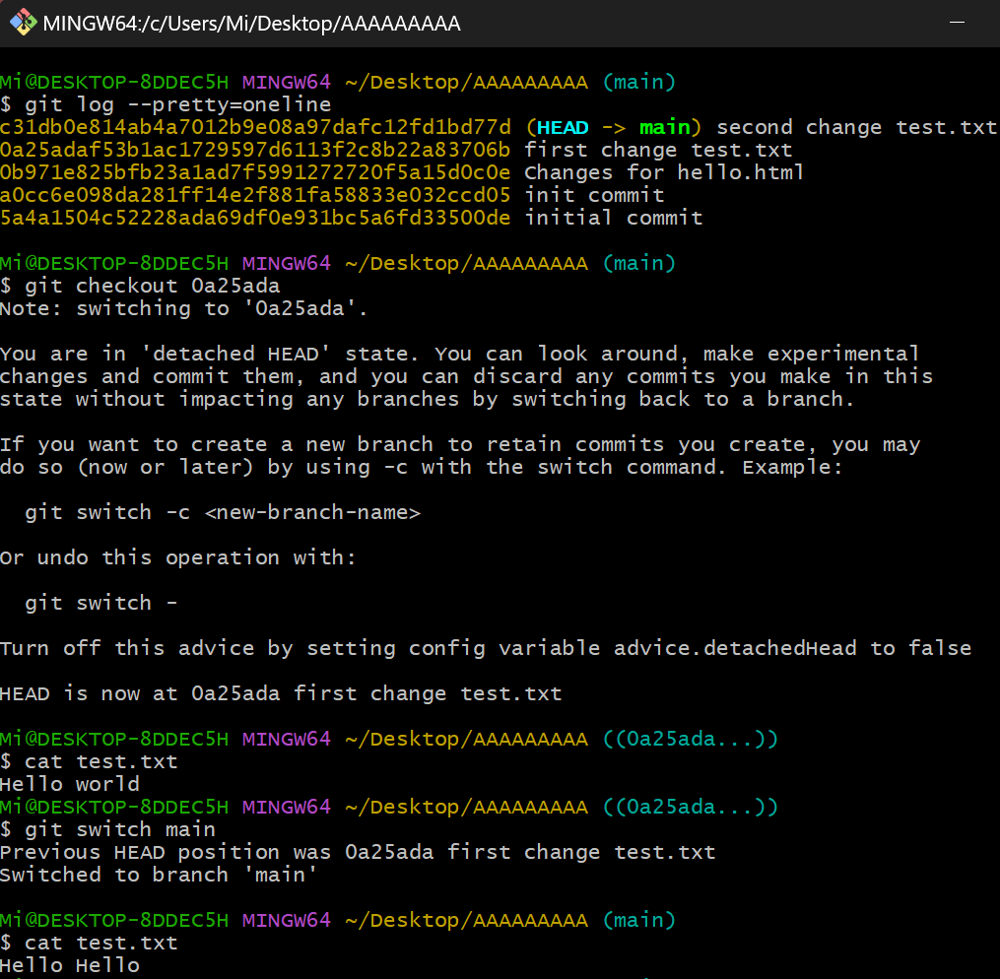 MINGW64:/c/Users/Mi/Desktop/AAAAAAAAA
Mi@DESKTOP-8DDEC5H MINGW64 ~/Desktop/AAAAAAAAA (main)
$ git log --pretty=oneline
c31db0e814ab4a7012b9e08a97dafc12fd1bd77d (HEAD -> main) second change test.txt
0a25adaf53b1ac1729597d6113f2c8b22a83706b first change test.txt
0b971e825bfb23a1ad7f5991272720f5a15d0c0e Changes for hello.html
a0cc6e098da281ff14e2f881fa58833e032ccd05 init commit
5a4a1504c52228ada69df0e931bc5a6fd33500de initial commit
Mi@DESKTOP-8DDEC5H MINGW64 ~/Desktop/AAAAAAAAA (main)
$ git checkout 0a25ada
Note: switching to '0a25ada'.
You are in 'detached HEAD' state. You can look around, make experimental
changes and commit them, and you can discard any commits you make in this
state without impacting any branches by switching back to a branch.
If you want to create a new branch to retain commits you create, you may
do so (now or later) by using -c with the switch command. Example:
git switch -c <new-branch-name>
Or undo this operation with:
git switch -
Turn off this advice by setting config variable advice.detachedHead to false
HEAD is now at 0a25ada first change test.txt
Mi@DESKTOP-8DDEC5H MINGW64 ~/Desktop/AAAAAAAAA ((0a25ada...))
$ cat test.txt
Hello world
Mi@DESKTOP-8DDEC5H MINGW64 ~/Desktop/AAAAAAAAA ((0a25ada...))
$ git switch main
Previous HEAD position was 0a25ada first change test.txt
Switched to branch 'main'
Mi@DESKTOP-8DDEC5H MINGW64 ~/Desktop/AAAAAAAAA (main)
$ cat test.txt
Hello Hello